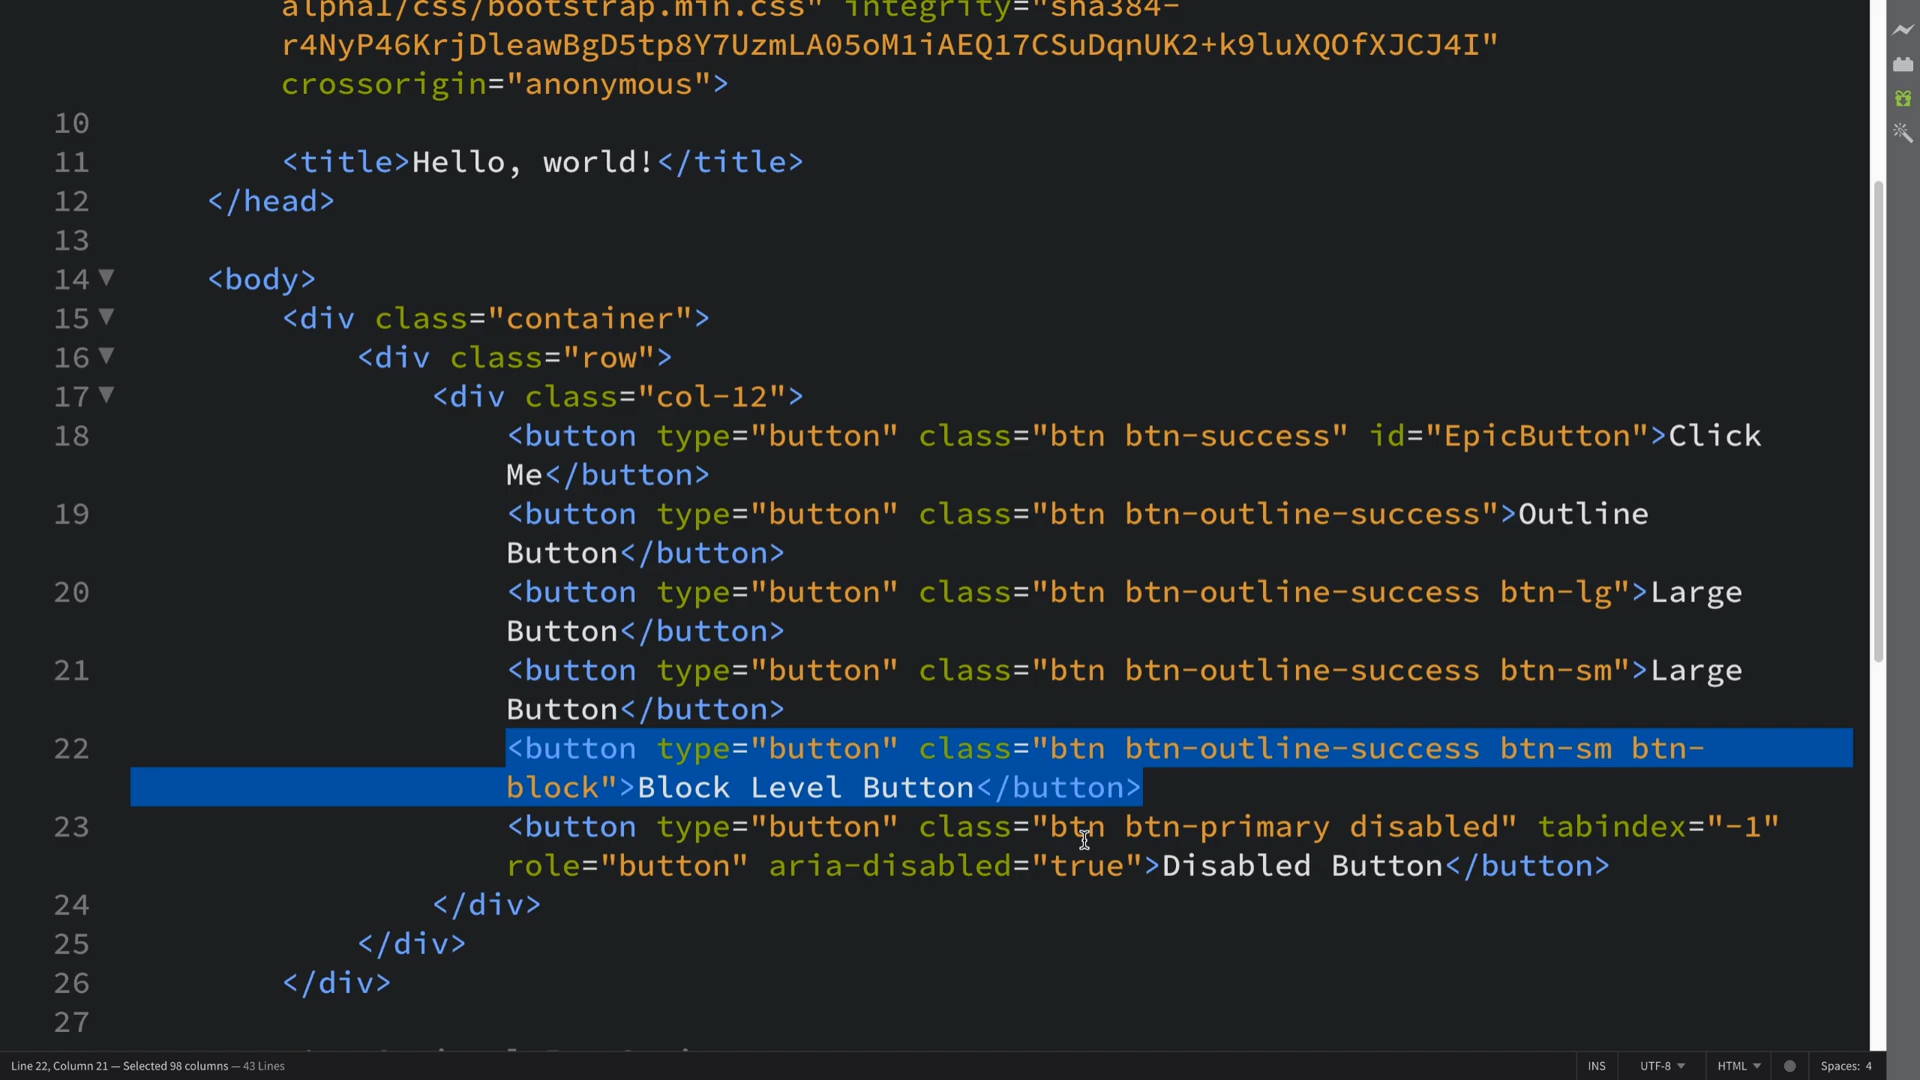 alpha1/css/bootstrap.min.css" integrity="sha384-
r4NyP46KrjDleawBgD5tp8Y7UzmLA05oM1iAEQ17CSuDqnUK2+k9luXQOfXJCJ4I"
crossorigin="anonymous">
10
11 <title>Hello, world!</title>
12 </head>
13
14 <body>
15 <div class="container">
16 <div class="row">
17 <div class="col-12">
18 <button type="button" class="btn btn-success" id="EpicButton">Click
Me</button>
19 <button type="button" class="btn btn-outline-success">Outline
Button</button>
20 <button type="button" class="btn btn-outline-success btn-lg">Large
Button</button>
21 <button type="button" class="btn btn-outline-success btn-sm">Large
Button</button>
22 <button type="button" class="btn btn-outline-success btn-sm btn-
block">Block Level Button</button>
23 <button type="button" class="btn btn-primary disabled" tabindex="-1"
role="button" aria-disabled="true">Disabled Button</button>
24 </div>
25 </div>
26 </div>
27
Line 22, Column 21 — Selected 98 columns — 43 Lines INS UTF-8 HTML Spaces: 4